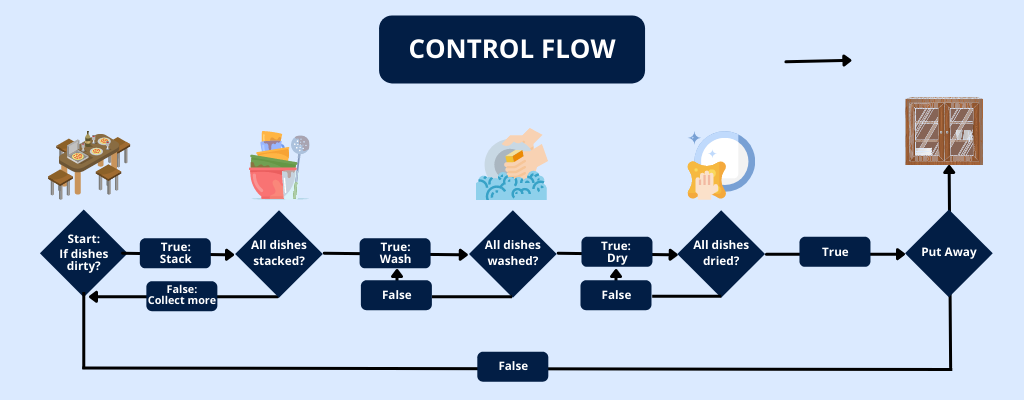 CONTROL FLOW
Start:
If dishes
dirty?
True:
Stack
All dishes
stacked?
True:
Wash
All dishes
washed?
True:
Dry
All dishes
dried?
True
Put Away
False:
Collect more
False
False
False